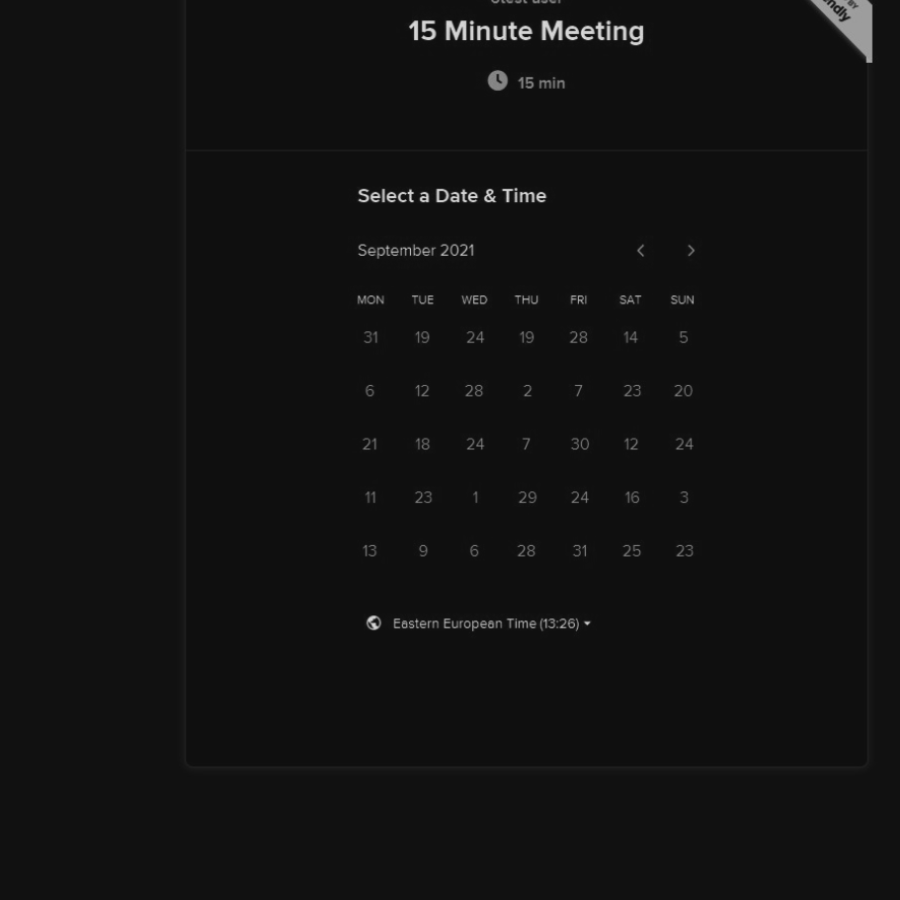 15 Minute Meeting
15 min
Select a Date & Time
September 2021
MON TUE WED THU FRI SAT SUN
31 19 24 19 28 14 5
6 12 28 2 7 23 20
21 18 24 7 30 12 24
11 23 1 29 24 16 3
13 9 6 28 31 25 23
Eastern European Time (13:26)